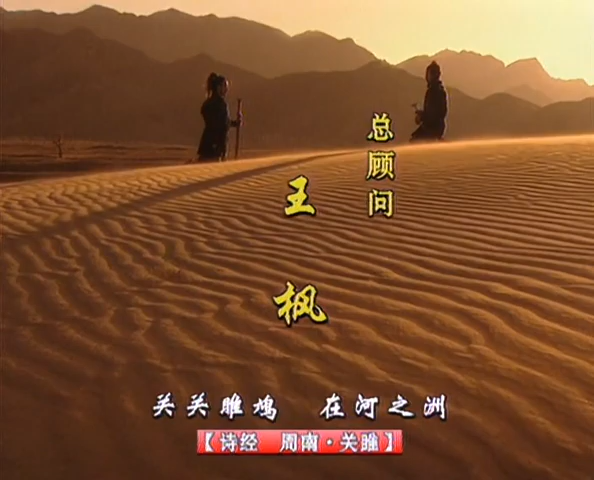 总顾问
王枫
关关雎鸠 在河之洲
【诗经 周南·关雎】